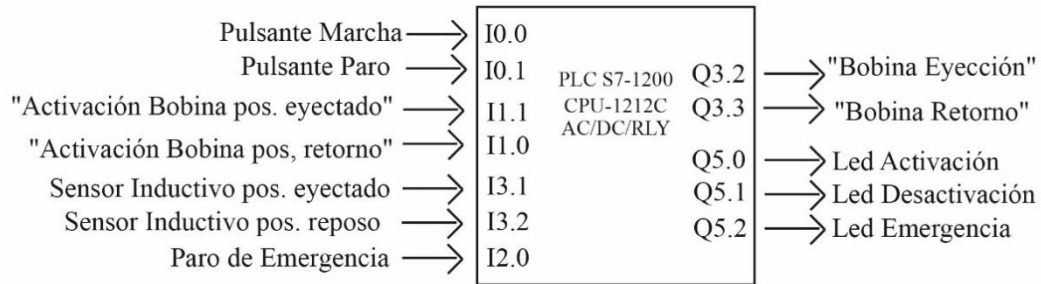 Pulsante Marcha
Pulsante Paro
"Activación Bobina pos. eyectado"
"Activación Bobina pos, retorno"
Sensor Inductivo pos. eyectado
Sensor Inductivo pos. reposo
Paro de Emergencia
I0.0
I0.1
I1.1
I1.0
I3.1
I3.2
I2.0
PLC S7-1200
CPU-1212C
AC/DC/RLY
Q3.2
Q3.3
Q5.0
Q5.1
Q5.2
"Bobina Eyección"
"Bobina Retorno"
Led Activación
Led Desactivación
Led Emergencia